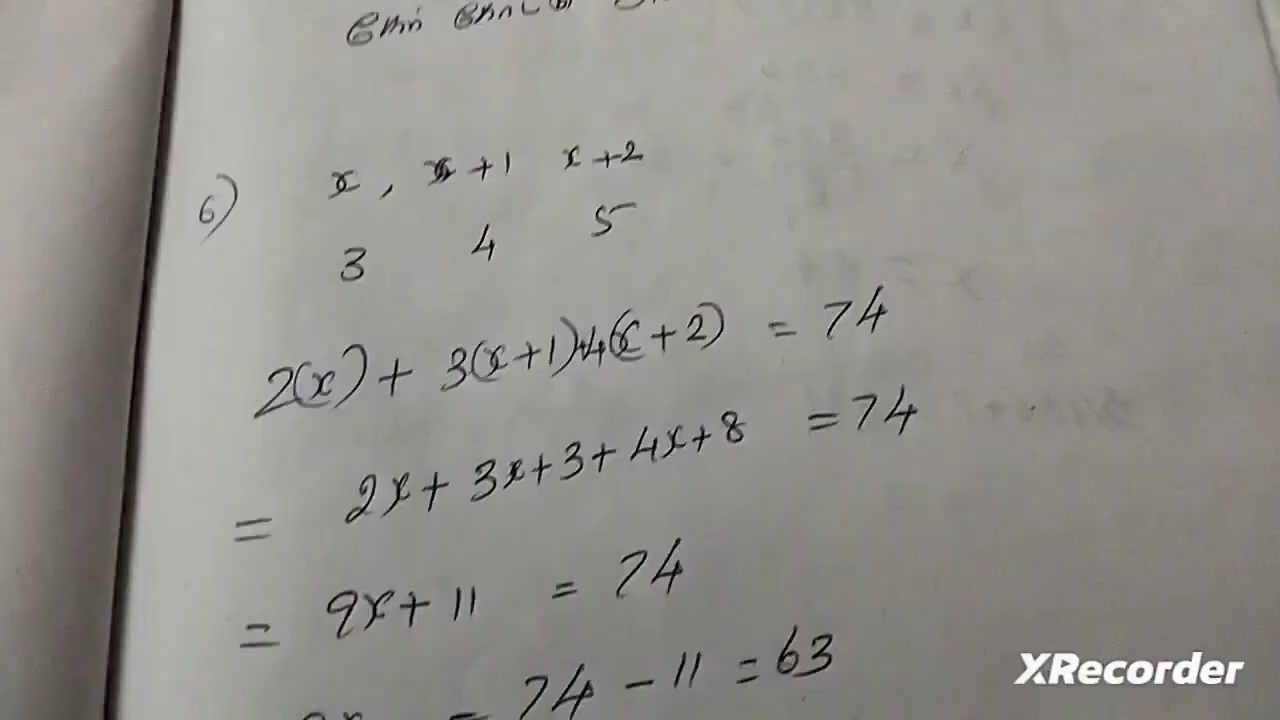 6) x, x+1 x+2
3 4 5
2(x) + 3(x+1)+4(x+2) = 74
= 2x + 3x+3+4x+8 = 74
= 9x+11 = 74
= 74 - 11 = 63
XRecorder